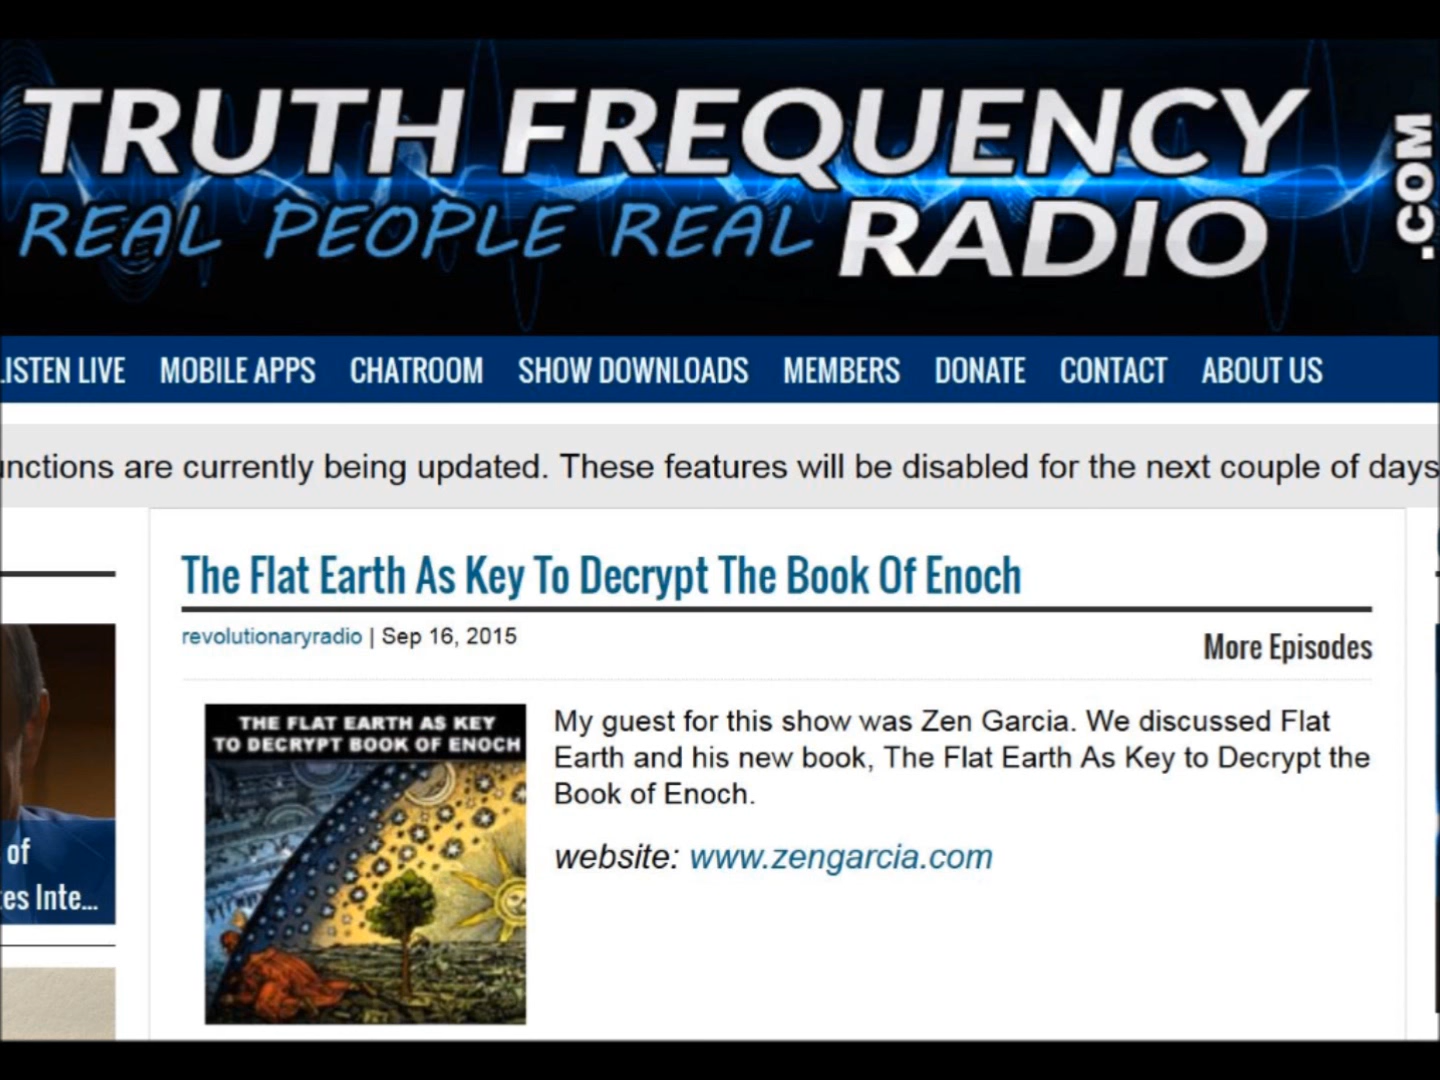 TRUTH FREQUENCY
REAL PEOPLE REAL RADIO
.COM
LISTEN LIVE MOBILE APPS CHATROOM SHOW DOWNLOADS MEMBERS DONATE CONTACT ABOUT US
are currently being updated. These features will be disabled for the next couple of days
The Flat Earth As Key To Decrypt The Book Of Enoch
revolutionaryradio | Sep 16, 2015
More Episodes
THE FLAT EARTH AS KEY
TO DECRYPT BOOK OF ENOCH
My guest for this show was Zen Garcia. We discussed Flat
Earth and his new book, The Flat Earth As Key to Decrypt the
Book of Enoch.
website: www.zengarcia.com
of
Inte...